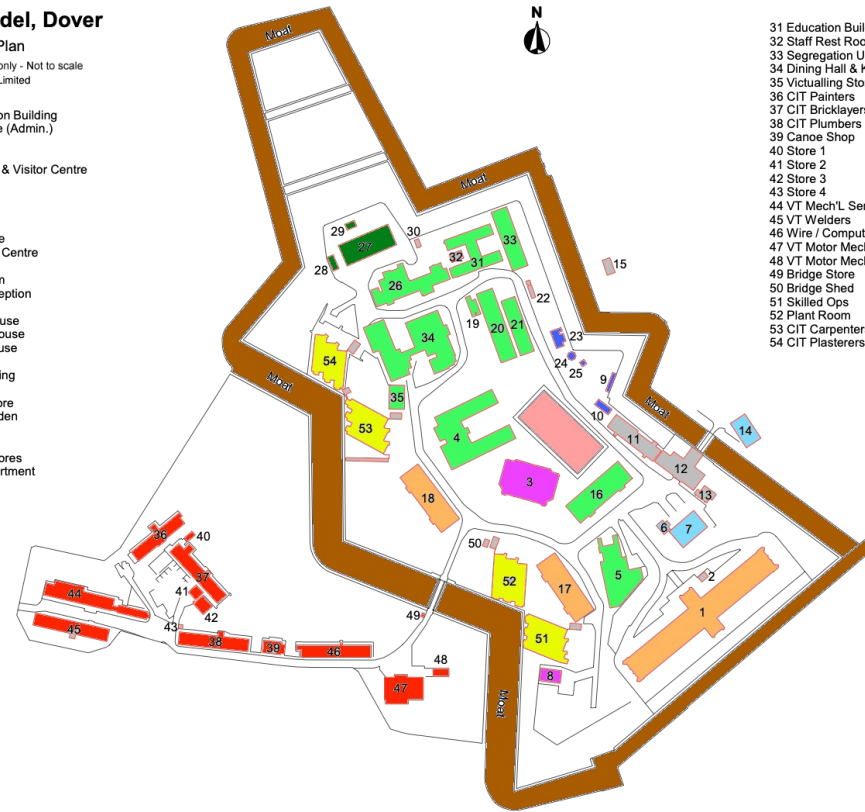 del, Dover
Plan
only - Not to scale
Limited
on Building
e (Admin.)
& Visitor Centre
e
Centre
n
eption
use
ouse
use
ing
ore
den
ores
artment
N
31 Education Buil
32 Staff Rest Roo
33 Segregation U
34 Dining Hall & K
35 Victualling Sto
36 CIT Painters
37 CIT Bricklayers
38 CIT Plumbers
39 Canoe Shop
40 Store 1
41 Store 2
42 Store 3
43 Store 4
44 VT Mech'L Ser
45 VT Welders
46 Wire / Comput
47 VT Motor Mech
48 VT Motor Mech
49 Bridge Store
50 Bridge Shed
51 Skilled Ops
52 Plant Room
53 CIT Carpenters
54 CIT Plasterers
Moat
Moat
29
27
30
28
26
32
31
33
15
22
19
20
21
34
23
24
25
54
35
9
Moat
Moat
10
53
4
11
14
12
18
3
16
13
6
7
36
40
50
37
52
17
5
2
44
41
42
1
45
43
38
39
46
49
51
48
47
8
Moat